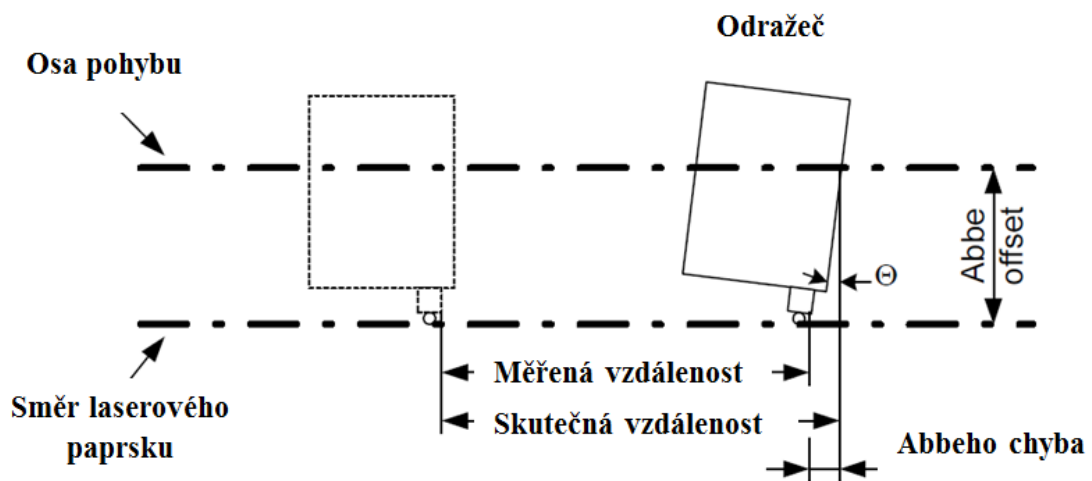 Odražeč
Osa pohybu
Abbe
offset
Θ
Měřená vzdálenost
Směr laserového
paprsku
Skutečná vzdálenost
Abbeho chyba